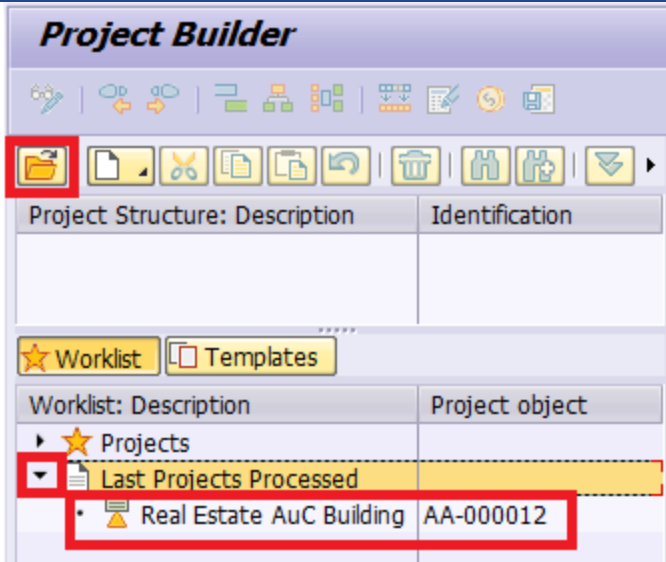 Project Builder
Project Structure: Description Identification
Worklist Templates
Worklist: Description Project object
Projects
Last Projects Processed
Real Estate AuC Building AA-000012